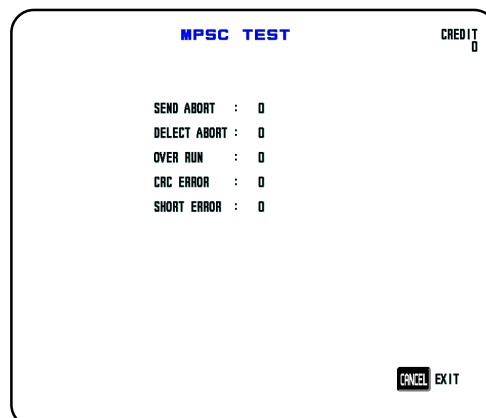 MPSC TEST
CREDIT
0
SEND ABORT : 0
DELECT ABORT : 0
OVER RUN : 0
CRC ERROR : 0
SHORT ERROR : 0
CANCEL EXIT